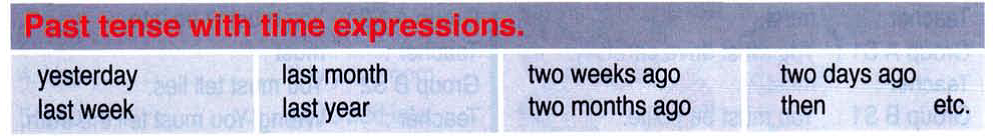 Past tense with time expressions.
yesterday last month two weeks ago two days ago
last week last year two months ago then etc.